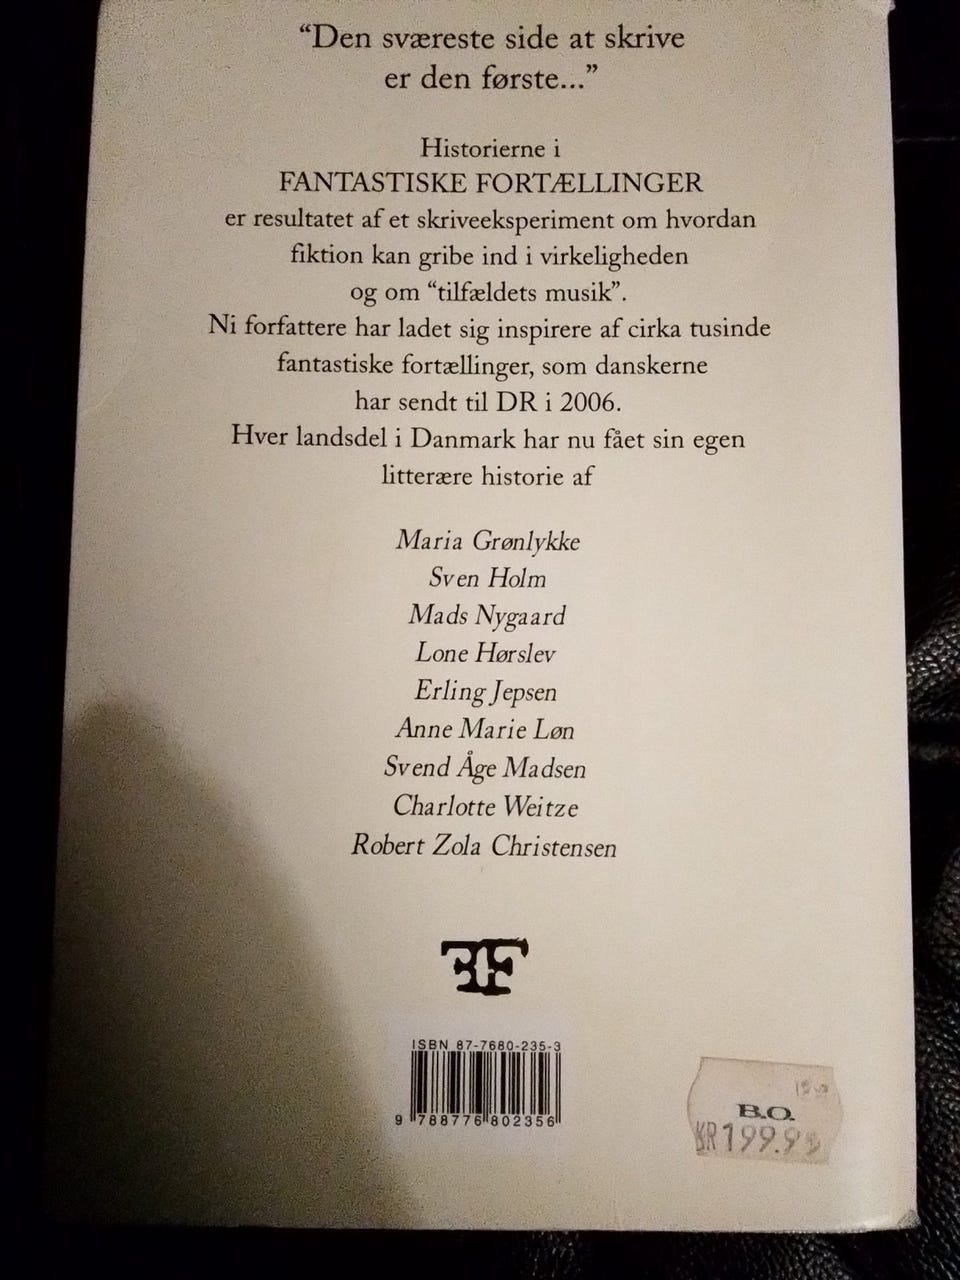 “Den sværeste side at skrive
er den første...”
Historierne i
FANTASTISKE FORTÆLLINGER
er resultatet af et skriveeksperiment om hvordan
fiktion kan gribe ind i virkeligheden
og om “tilfældets musik”.
Ni forfattere har ladet sig inspirere af cirka tusinde
fantastiske fortællinger, som danskerne
har sendt til DR i 2006.
Hver landsdel i Danmark har nu fået sin egen
litterære historie af
Maria Grønlykke
Sven Holm
Mads Nygaard
Lone Hørslev
Erling Jepsen
Anne Marie Løn
Svend Åge Madsen
Charlotte Weitze
Robert Zola Christensen
ISBN 87-7680-235-3
9 788776 802356
B.O.
KR 199.95